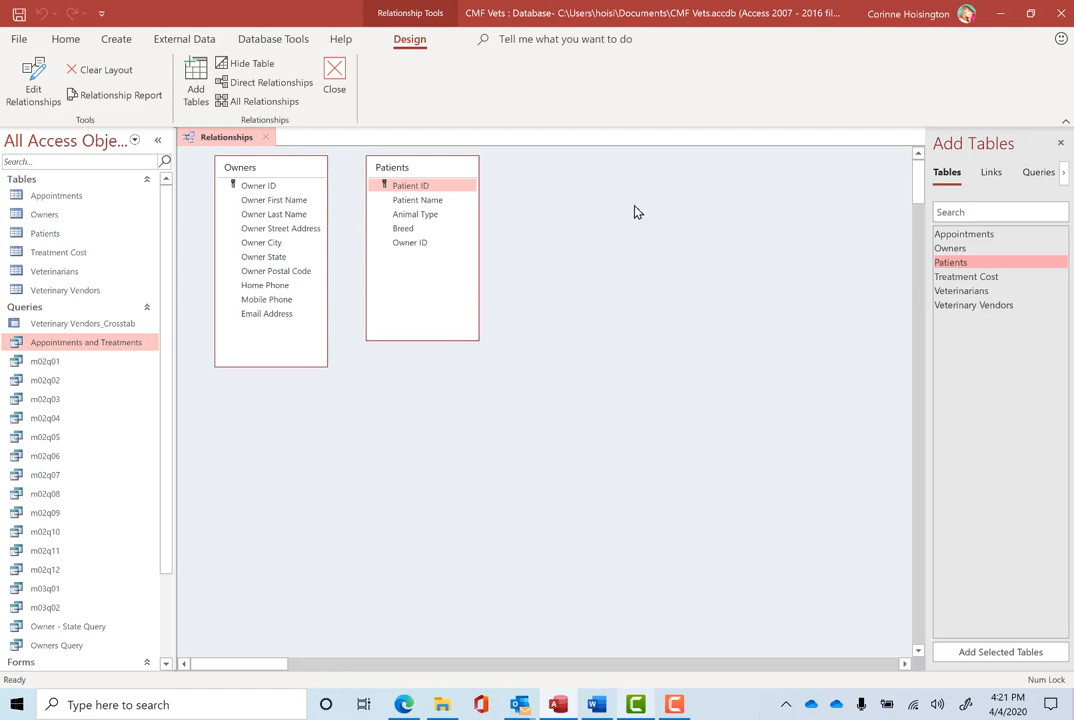 Relationship Tools
CMF Vets : Database- C:\Users\hoisi\Documents\CMF Vets.accdb (Access 2007 - 2016 file...
Corinne Hoisington
File
Home
Create
External Data
Database Tools
Help
Design
Tell me what you want to do
Edit
Relationships
Clear Layout
Relationship Report
Tools
Add
Tables
Hide Table
Direct Relationships
All Relationships
Relationships
Close
All Access Obje...
Search...
Tables
Appointments
Owners
Patients
Treatment Cost
Veterinarians
Veterinary Vendors
Queries
Veterinary Vendors_Crosstab
Appointments and Treatments
m02q01
m02q02
m02q03
m02q04
m02q05
m02q06
m02q07
m02q08
m02q09
m02q10
m02q11
m02q12
m03q01
m03q02
Owner - State Query
Owners Query
Forms
Relationships
Owners
Owner ID
Owner First Name
Owner Last Name
Owner Street Address
Owner City
Owner State
Owner Postal Code
Home Phone
Mobile Phone
Email Address
Patients
Patient ID
Patient Name
Animal Type
Breed
Owner ID
Add Tables
Tables
Links
Queries
Search
Appointments
Owners
Patients
Treatment Cost
Veterinarians
Veterinary Vendors
Add Selected Tables
Ready
Num Lock
Type here to search
4:21 PM
4/4/2020